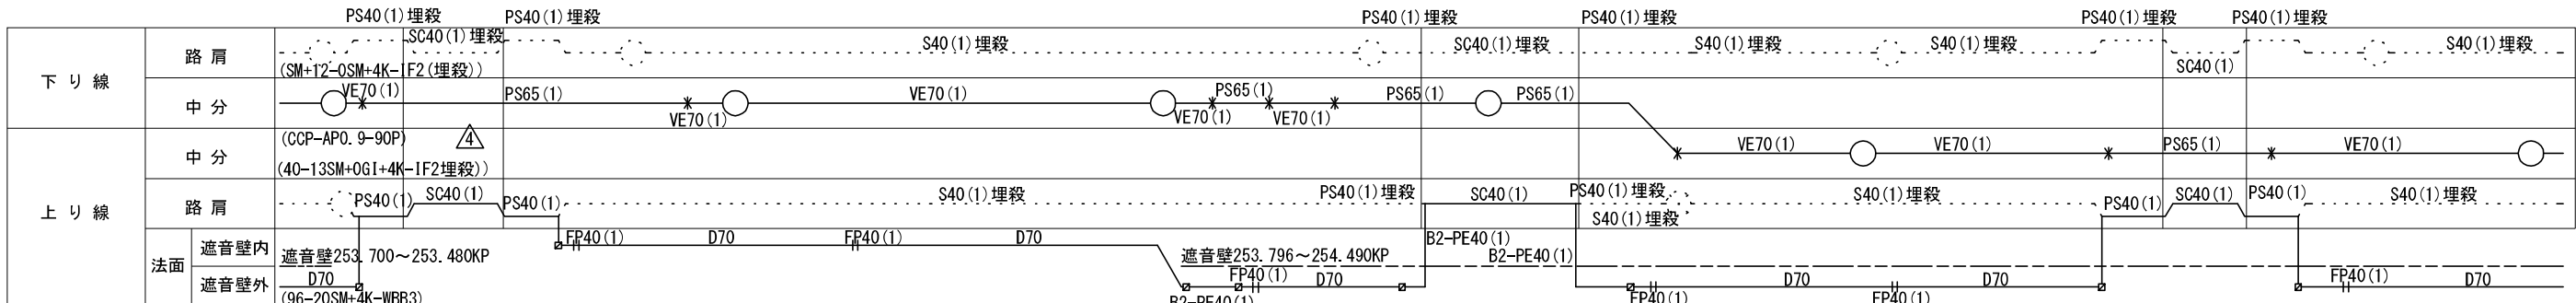 PS40(1)埋殺 PS40(1)埋殺 PS40(1)埋殺 PS40(1)埋殺 PS40(1)埋殺 PS40(1)埋殺
下り線
路肩
SC40(1)埋殺 S40(1)埋殺 SC40(1)埋殺 S40(1)埋殺 S40(1)埋殺 SC40(1) S40(1)埋殺
(SM+12-0SM+4K-IF2(埋殺))
中分
VE70(1) PS65(1) VE70(1) VE70(1) VE70(1) PS65(1) VE70(1) PS65(1) PS65(1)
上り線
中分
(CCP-AP0.9-90P) 4
(40-13SM+0GI+4K-IF2埋殺))
VE70(1) VE70(1) PS65(1) VE70(1)
路肩
PS40(1) SC40(1) PS40(1) S40(1)埋殺 PS40(1)埋殺 SC40(1) PS40(1)埋殺 S40(1)埋殺 S40(1)埋殺 PS40(1) SC40(1) PS40(1) S40(1)埋殺
法面
遮音壁内
遮音壁253.700～253.480KP
FP40(1) D70 FP40(1) D70
遮音壁253.796～254.490KP
B2-PE40(1) B2-PE40(1)
遮音壁外
D70 FP40(1) D70 D70 D70 FP40(1) D70
(96-20SM+4K-WBB3) B2-PE40(1) FP40(1) FP40(1)